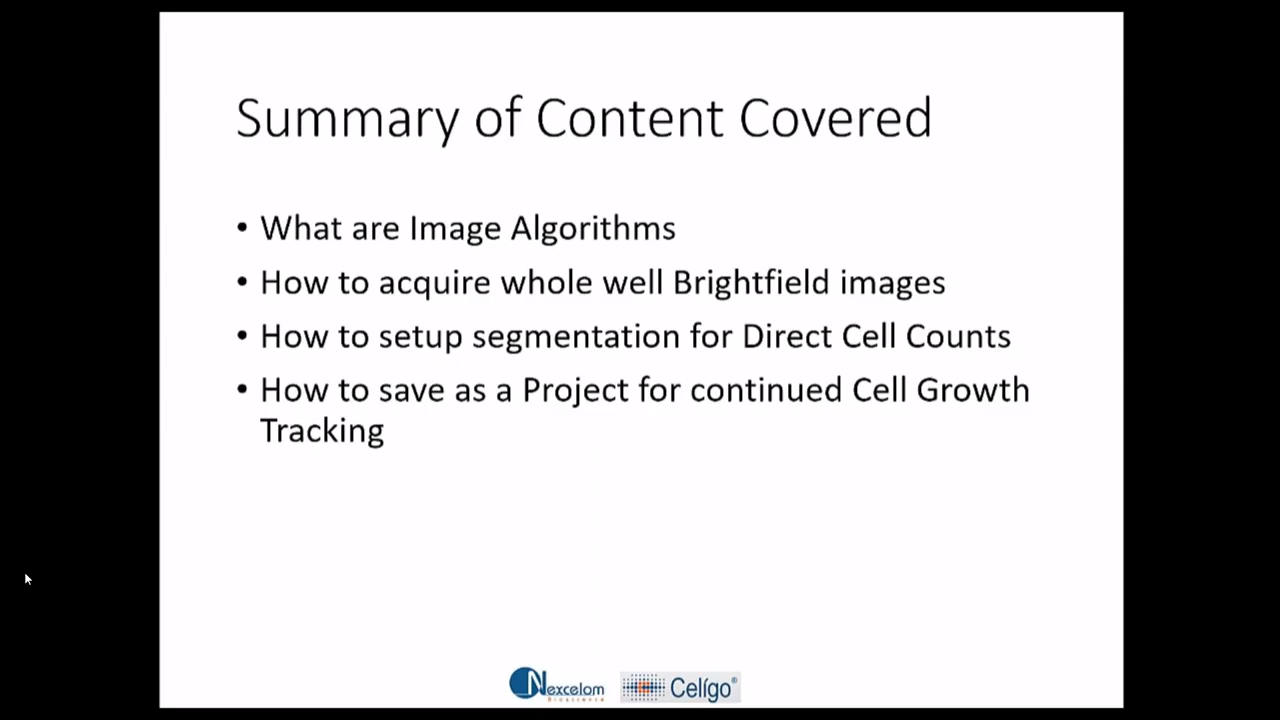 Summary of Content Covered
• What are Image Algorithms
• How to acquire whole well Brightfield images
• How to setup segmentation for Direct Cell Counts
• How to save as a Project for continued Cell Growth
Tracking
Nexcelom
Bioscience
Celígo®